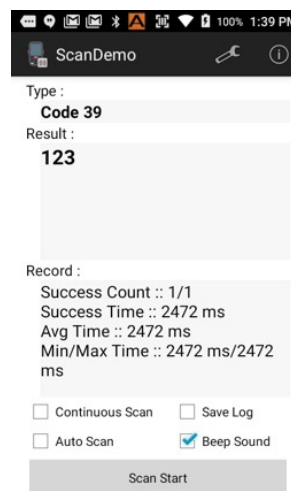 100% 1:39 PM
ScanDemo
Type :
Code 39
Result :
123
Record :
Success Count :: 1/1
Success Time :: 2472 ms
Avg Time :: 2472 ms
Min/Max Time :: 2472 ms/2472
ms
Continuous Scan Save Log
Auto Scan Beep Sound
Scan Start